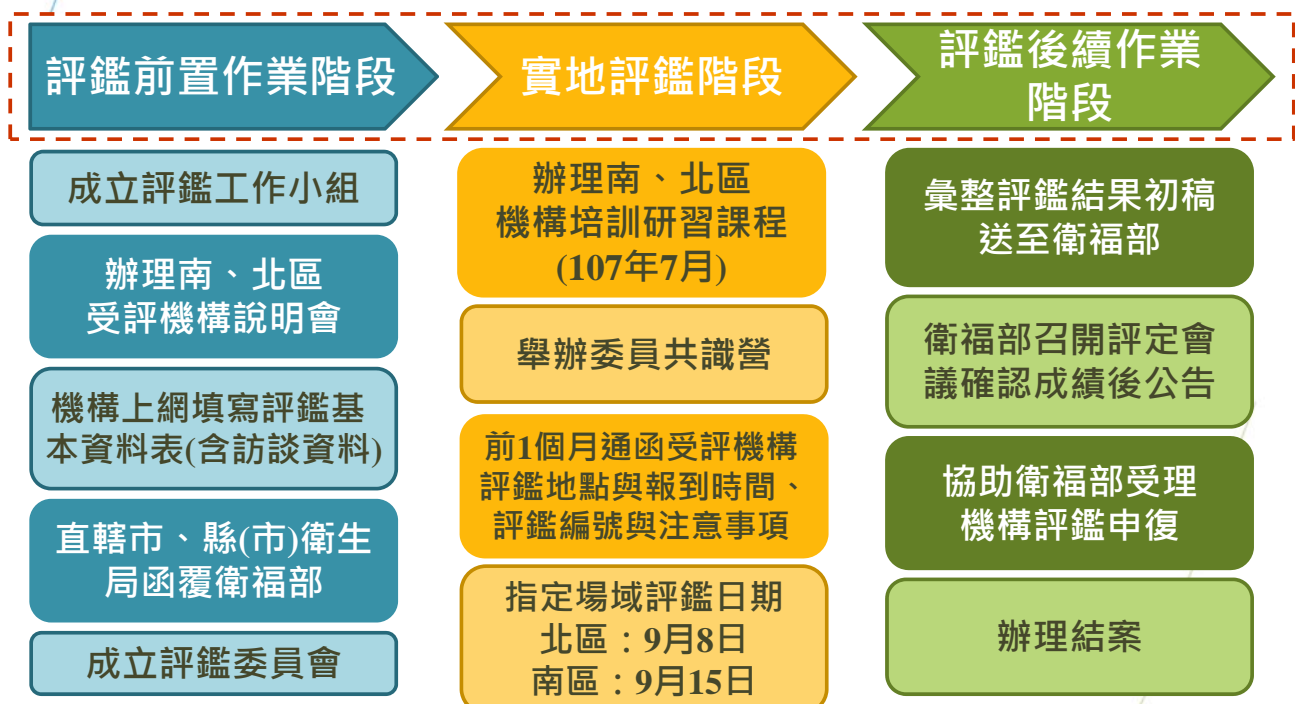 評鑑前置作業階段
實地評鑑階段
評鑑後續作業
階段
成立評鑑工作小組
辦理南、北區
受評機構說明會
機構上網填寫評鑑基
本資料表(含訪談資料)
直轄市、縣(市)衛生
局函覆衛福部
成立評鑑委員會
辦理南、北區
機構培訓研習課程
(107年7月)
舉辦委員共識營
前1個月通函受評機構
評鑑地點與報到時間、
評鑑編號與注意事項
指定場域評鑑日期
北區：9月8日
南區：9月15日
彙整評鑑結果初稿
送至衛福部
衛福部召開評定會
議確認成績後公告
協助衛福部受理
機構評鑑申復
辦理結案